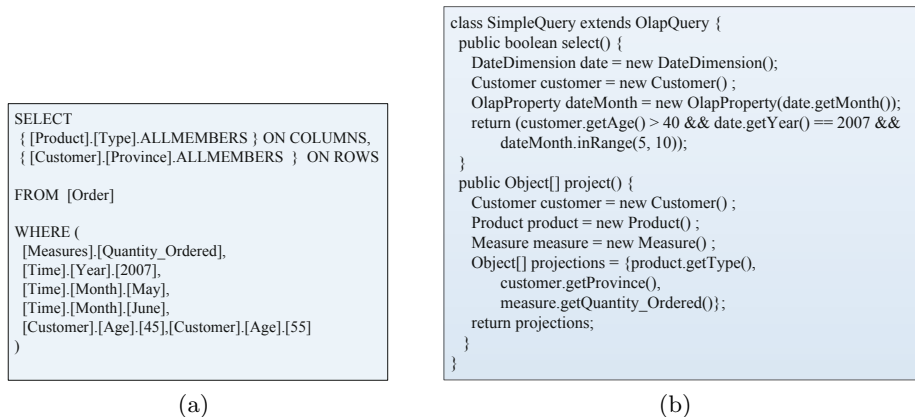 SELECT
{ [Product].[Type].ALLMEMBERS } ON COLUMNS,
{ [Customer].[Province].ALLMEMBERS } ON ROWS
FROM [Order]
WHERE (
[Measures].[Quantity_Ordered],
[Time].[Year].[2007],
[Time].[Month].[May],
[Time].[Month].[June],
[Customer].[Age].[45],[Customer].[Age].[55]
)
(a)
class SimpleQuery extends OlapQuery {
public boolean select() {
DateDimension date = new DateDimension();
Customer customer = new Customer() ;
OlapProperty dateMonth = new OlapProperty(date.getMonth());
return (customer.getAge() > 40 && date.getYear() == 2007 &&
dateMonth.inRange(5, 10));
}
public Object[] project() {
Customer customer = new Customer() ;
Product product = new Product() ;
Measure measure = new Measure() ;
Object[] projections = {product.getType(),
customer.getProvince(),
measure.getQuantity_Ordered()};
return projections;
}
}
(b)